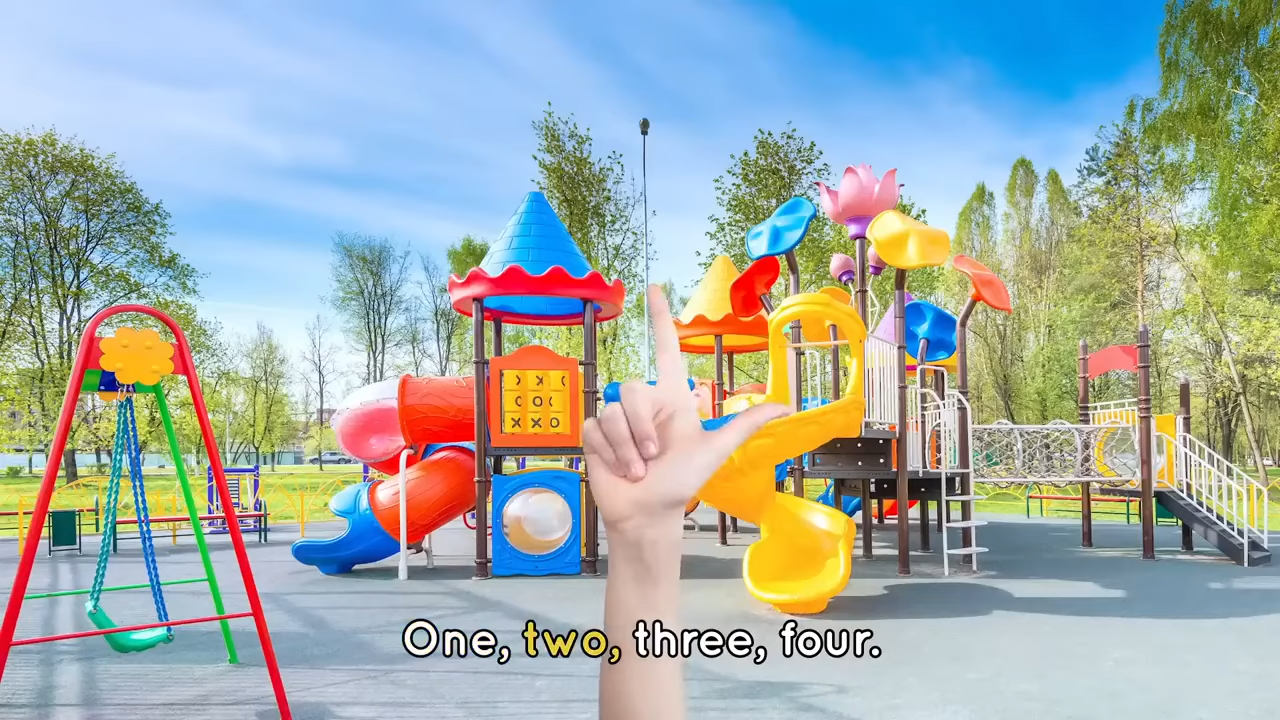 X X O
O O X
X X O
One, two, three, four.